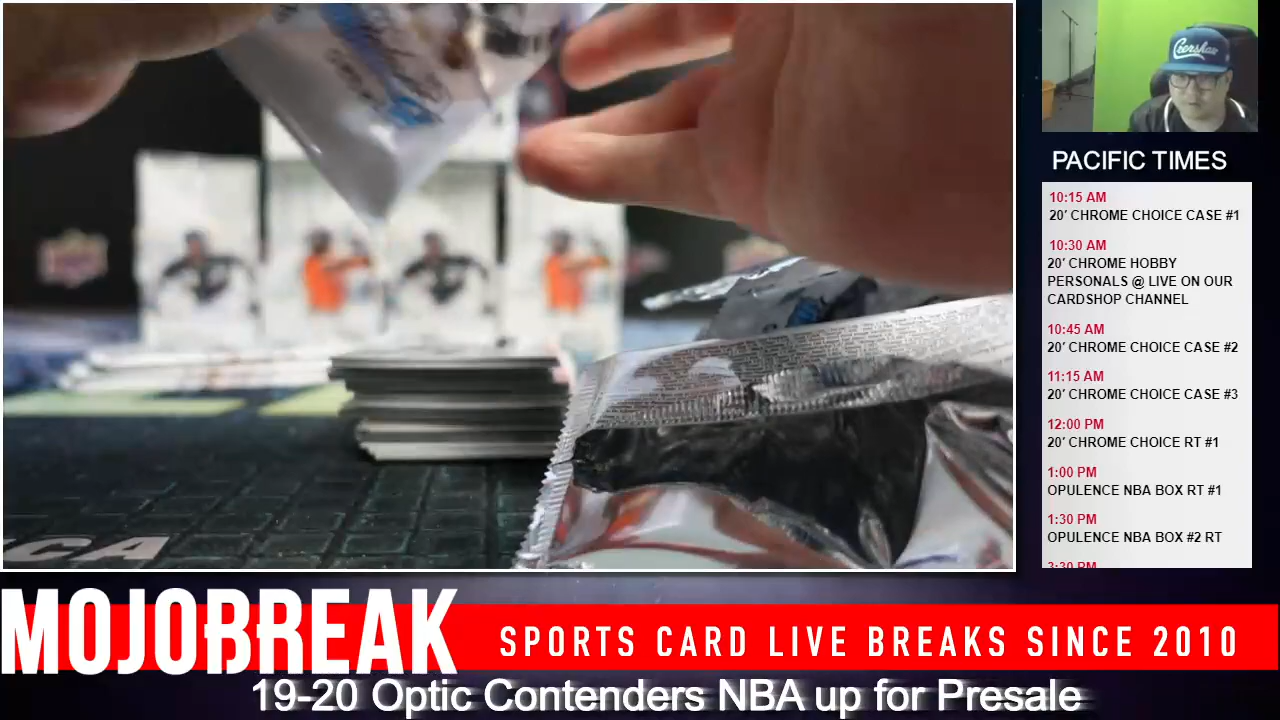 Crenshaw
PACIFIC TIMES
10:15 AM
20' CHROME CHOICE CASE #1
10:30 AM
20' CHROME HOBBY
PERSONALS @ LIVE ON OUR
CARDSHOP CHANNEL
10:45 AM
20' CHROME CHOICE CASE #2
11:15 AM
20' CHROME CHOICE CASE #3
12:00 PM
20' CHROME CHOICE RT #1
1:00 PM
OPULENCE NBA BOX RT #1
1:30 PM
OPULENCE NBA BOX #2 RT
3:30 PM
MOJOBREAK
SPORTS CARD LIVE BREAKS SINCE 2010
19-20 Optic Contenders NBA up for Presale